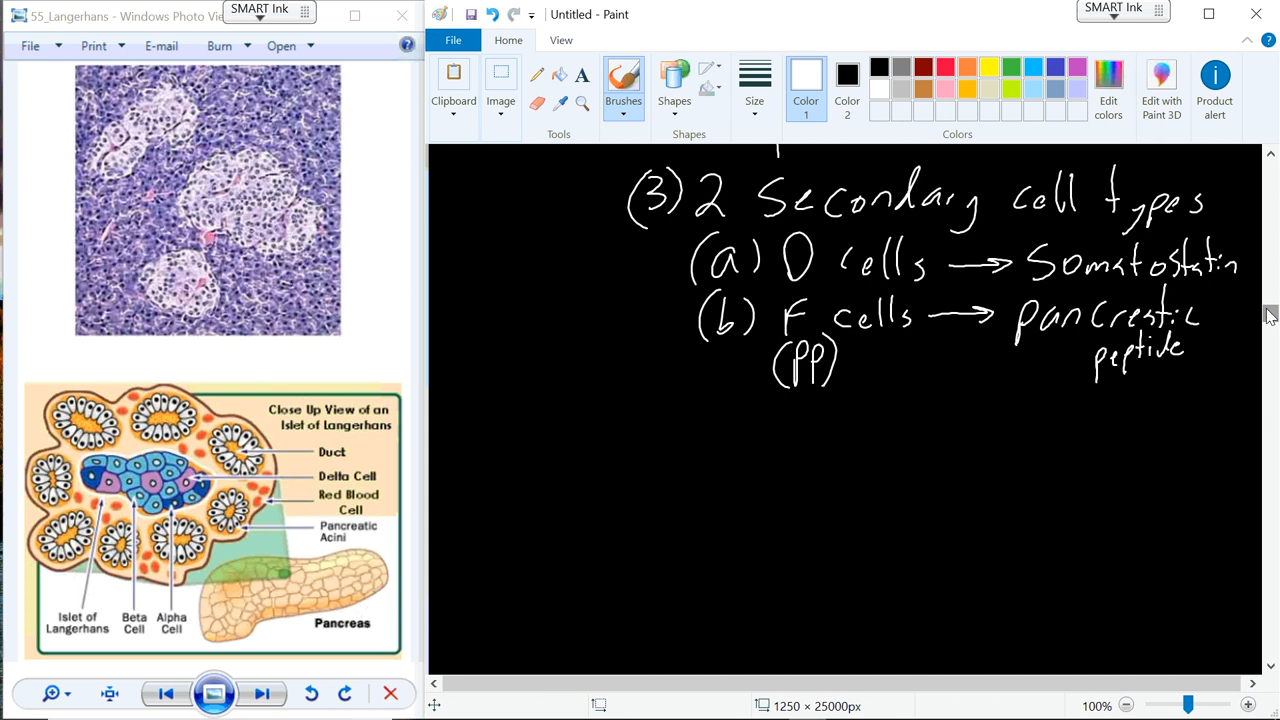 55_Langerhans - Windows Photo Vie
SMART Ink
File Print E-mail Burn Open
Close Up View of an
Islet of Langerhans
Duct
Delta Cell
Red Blood
Cell
Pancreatic
Acini
Islet of
Langerhans
Beta
Cell
Alpha
Cell
Pancreas
Untitled - Paint
SMART Ink
File Home View
Clipboard
Image
Tools
Brushes
Shapes
Shapes
Size
Color
1
Color
2
Edit
colors
Colors
Edit with
Paint 3D
Product
alert
(3) 2 Secondary cell types
(a) D cells → Somatostatin
(b) F cells → pancreatic
(PP) peptide
1250 × 25000px
100%